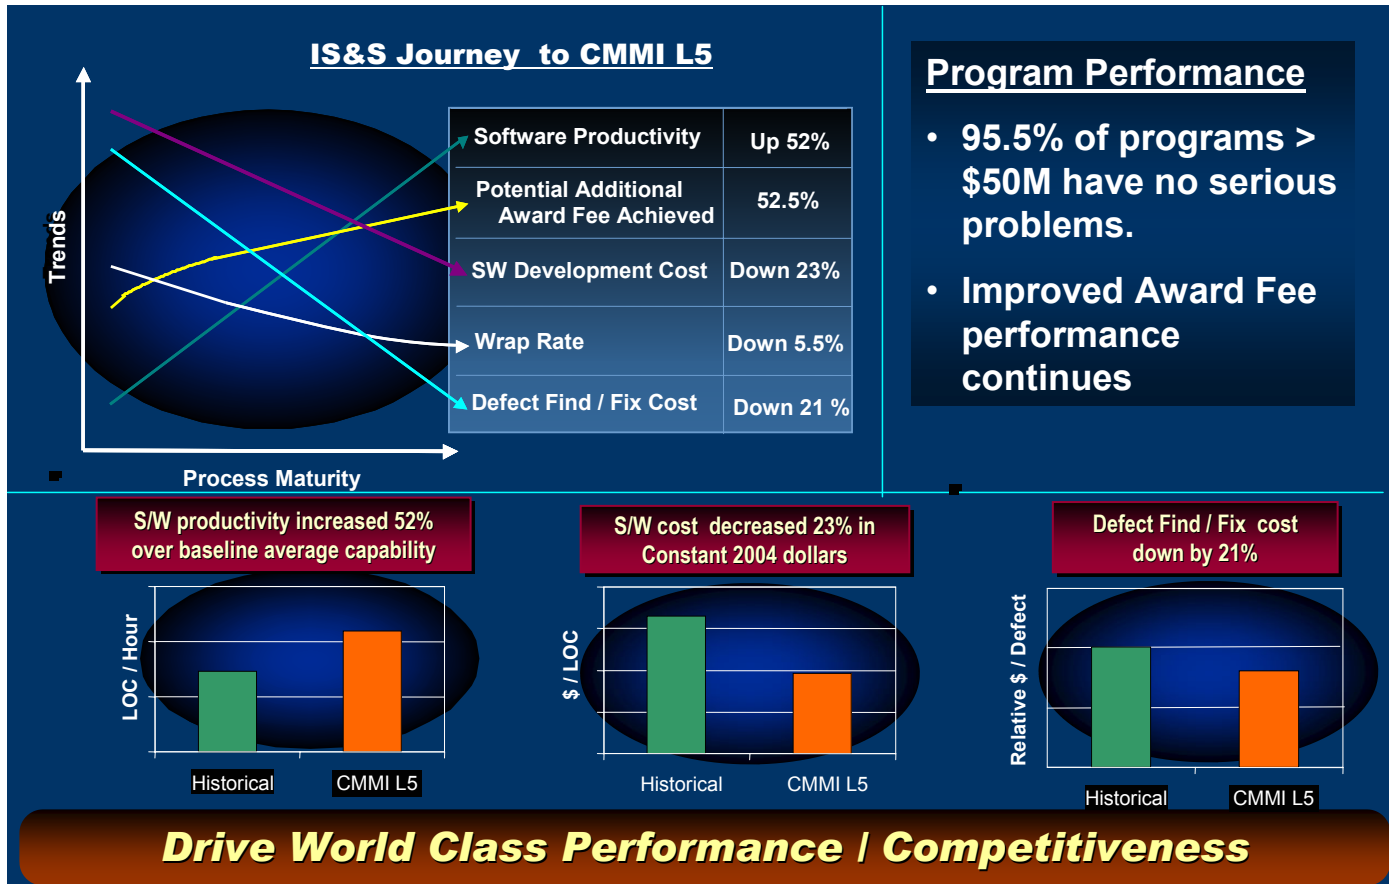 IS&S Journey to CMMI L5
Trends
Software Productivity
Up 52%
Potential Additional
Award Fee Achieved
52.5%
SW Development Cost
Down 23%
Wrap Rate
Down 5.5%
Defect Find / Fix Cost
Down 21 %
Process Maturity
Program Performance
• 95.5% of programs >
$50M have no serious
problems.
• Improved Award Fee
performance
continues
S/W productivity increased 52%
over baseline average capability
LOC / Hour
Historical
CMMI L5
S/W cost decreased 23% in
Constant 2004 dollars
$ / LOC
Historical
CMMI L5
Defect Find / Fix cost
down by 21%
Relative $ / Defect
Historical
CMMI L5
Drive World Class Performance / Competitiveness